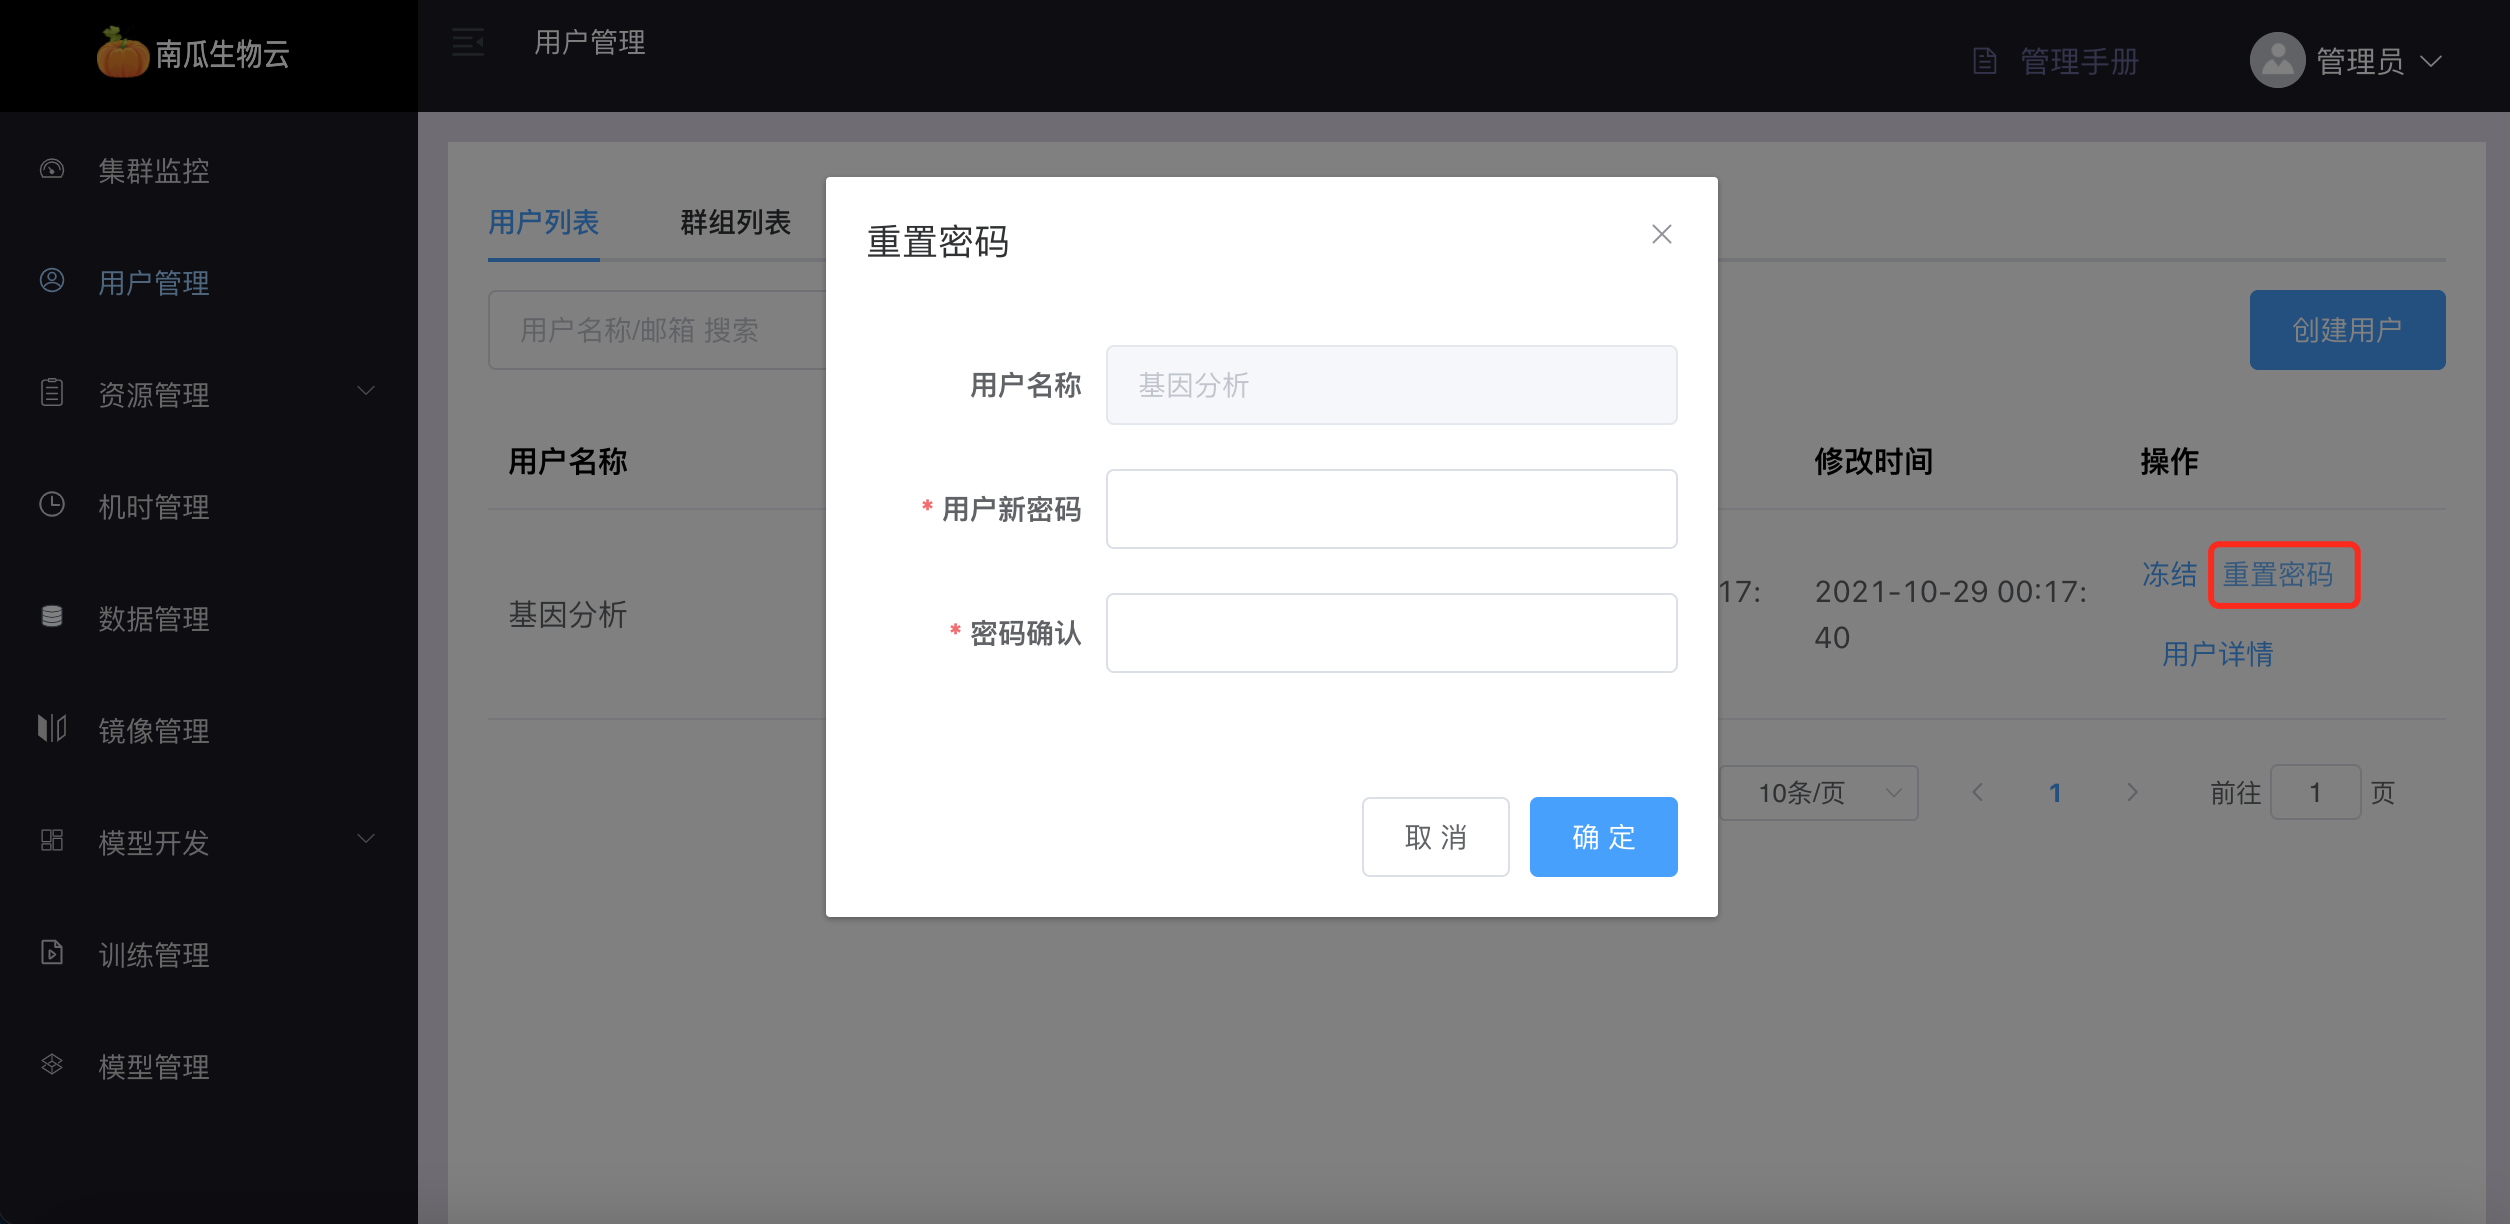 南瓜生物云
用户管理
管理手册
管理员
集群监控
用户管理
资源管理
机时管理
数据管理
镜像管理
模型开发
训练管理
模型管理
用户列表
群组列表
用户名称/邮箱 搜索
创建用户
用户名称
修改时间
操作
基因分析
17:
2021-10-29 00:17:
40
冻结
重置密码
用户详情
10条/页
1
前往
1
页
重置密码
用户名称
基因分析
* 用户新密码
* 密码确认
取 消
确 定